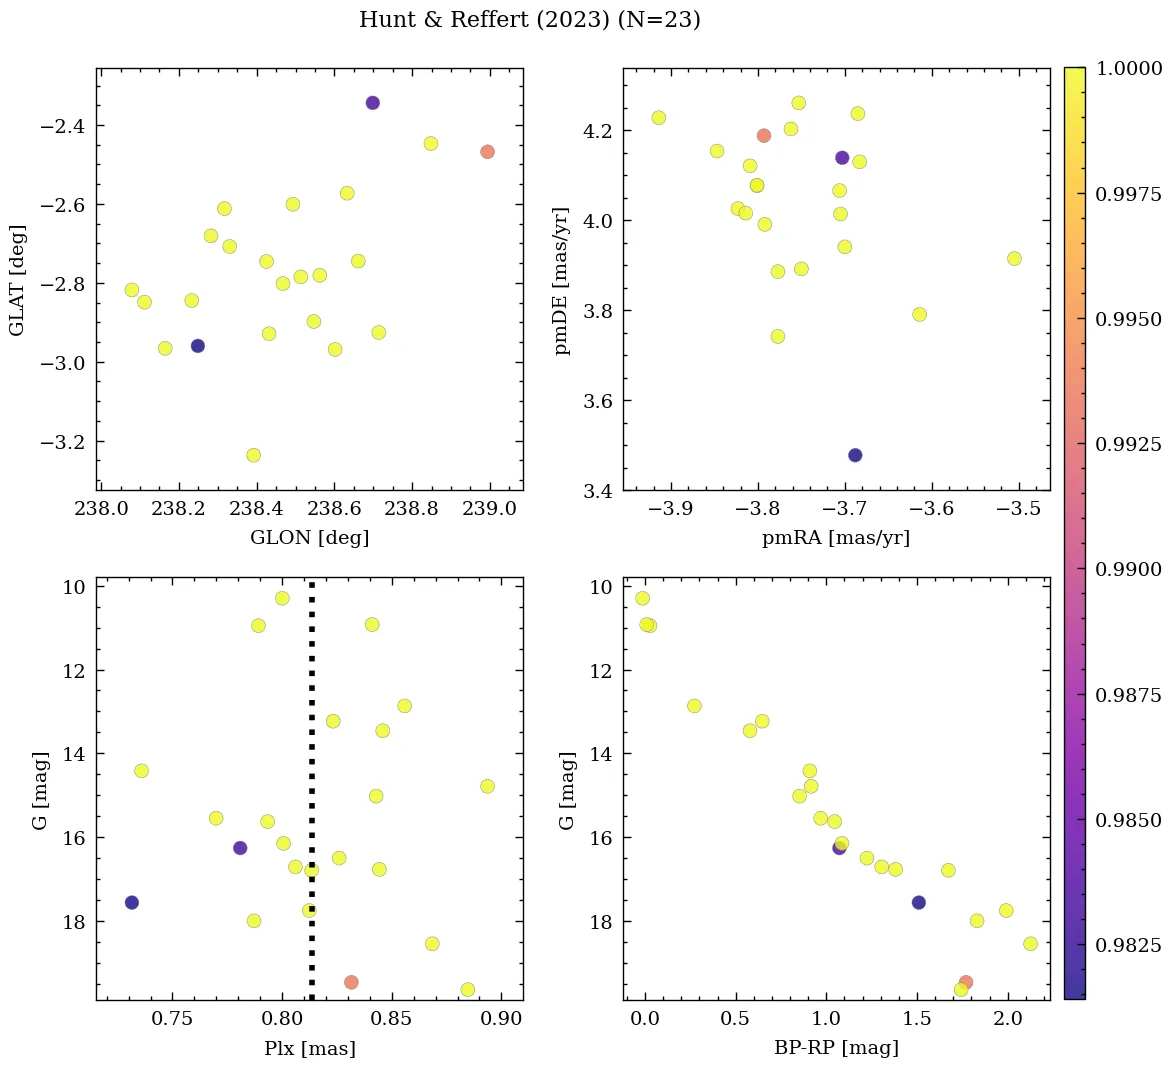 Hunt & Reffert (2023) (N=23)
−2.4
−2.6
−2.8
−3.0
−3.2
GLAT [deg]
238.0 238.2 238.4 238.6 238.8 239.0
GLON [deg]
4.2
4.0
3.8
3.6
3.4
pmDE [mas/yr]
−3.9 −3.8 −3.7 −3.6 −3.5
pmRA [mas/yr]
10
12
14
16
18
G [mag]
0.75 0.80 0.85 0.90
Plx [mas]
10
12
14
16
18
G [mag]
0.0 0.5 1.0 1.5 2.0
BP-RP [mag]
1.0000
0.9975
0.9950
0.9925
0.9900
0.9875
0.9850
0.9825